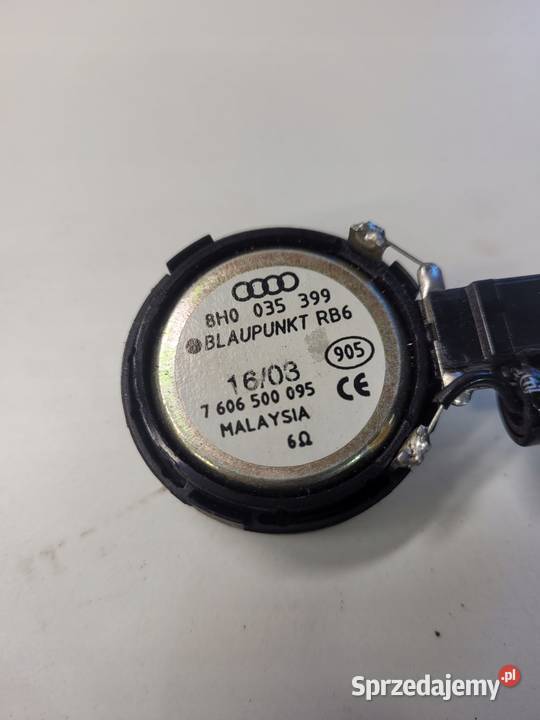 8H0 035 399
BLAUPUNKT RB6
905
16/03
7 606 500 095
CE
MALAYSIA
6Ω
Sprzedajemy.pl